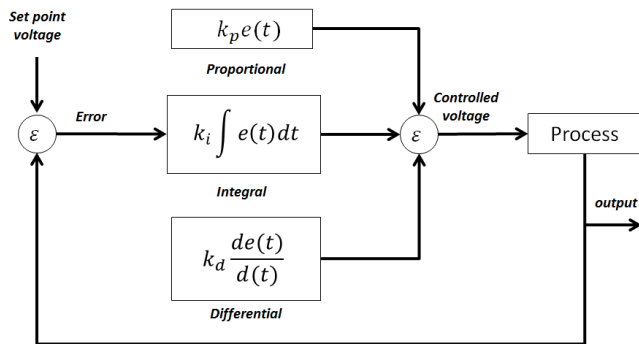 Set point
voltage
k_p e(t)
Proportional
ε
Error
k_i ∫ e(t)dt
Integral
ε
Controlled
voltage
Process
output
k_d de(t)/d(t)
Differential